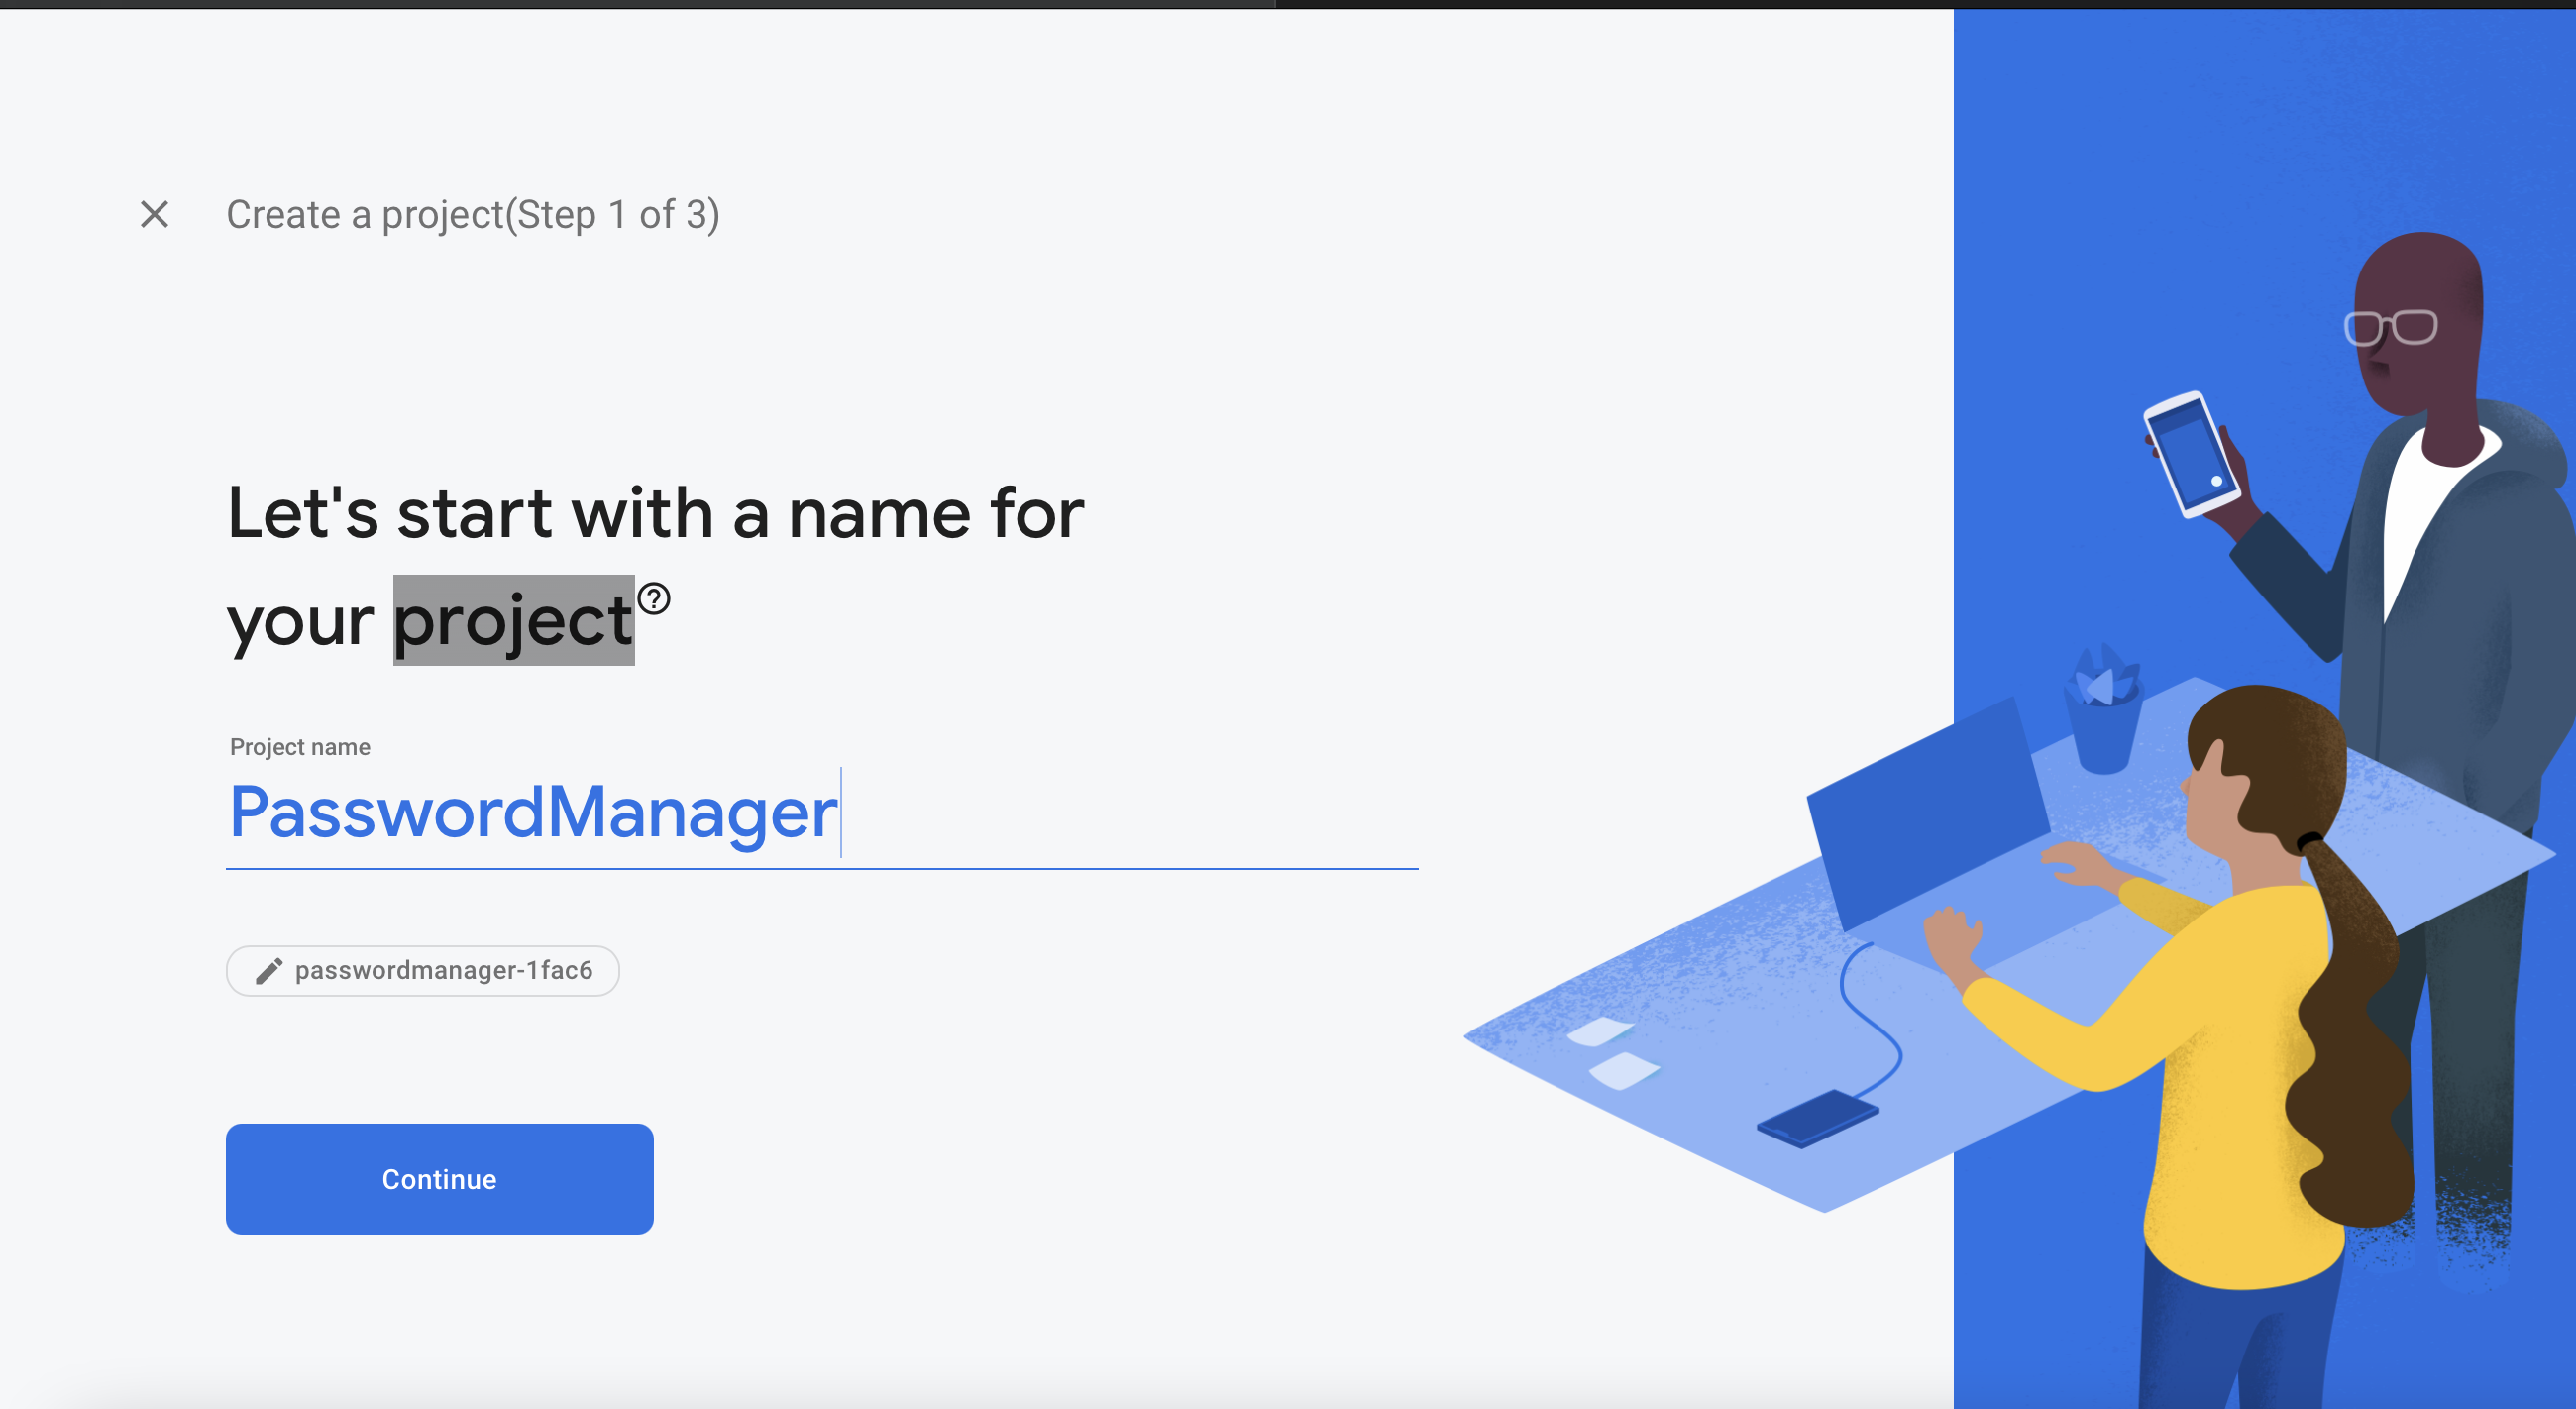 Create a project(Step 1 of 3)
Let's start with a name for
your project
Project name
PasswordManager
passwordmanager-1fac6
Continue